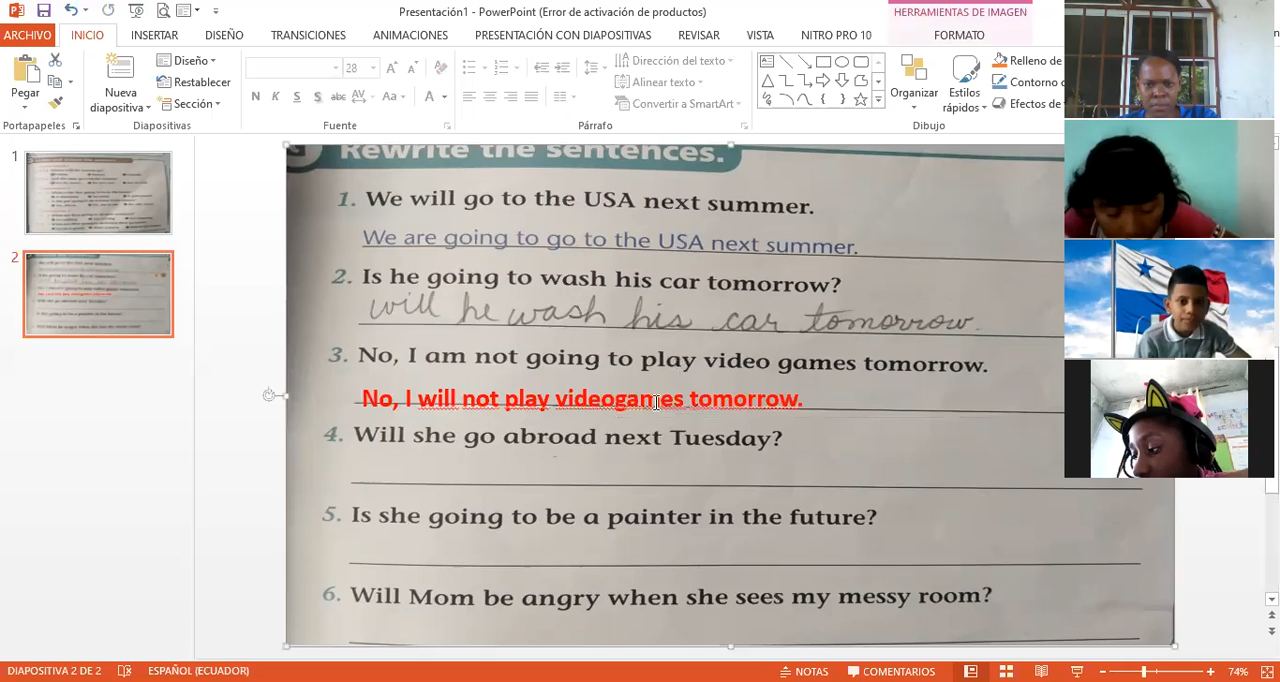 Presentación1 - PowerPoint (Error de activación de productos)
HERRAMIENTAS DE IMAGEN
ARCHIVO INICIO INSERTAR DISEÑO TRANSICIONES ANIMACIONES PRESENTACIÓN CON DIAPOSITIVAS REVISAR VISTA NITRO PRO 10 FORMATO
Pegar
Nueva diapositiva
Diseño
Restablecer
Sección
28
N K S S abc AV Aa A
Dirección del texto
Alinear texto
Convertir a SmartArt
Organizar
Estilos rápidos
Relleno de
Contorno
Efectos de
Portapapeles Diapositivas Fuente Párrafo Dibujo
1
2
Rewrite the sentences.
1. We will go to the USA next summer.
We are going to go to the USA next summer.
2. Is he going to wash his car tomorrow?
will he wash his car tomorrow.
3. No, I am not going to play video games tomorrow.
No, I will not play videogames tomorrow.
4. Will she go abroad next Tuesday?
5. Is she going to be a painter in the future?
6. Will Mom be angry when she sees my messy room?
DIAPOSITIVA 2 DE 2 ESPAÑOL (ECUADOR) NOTAS COMENTARIOS 74%